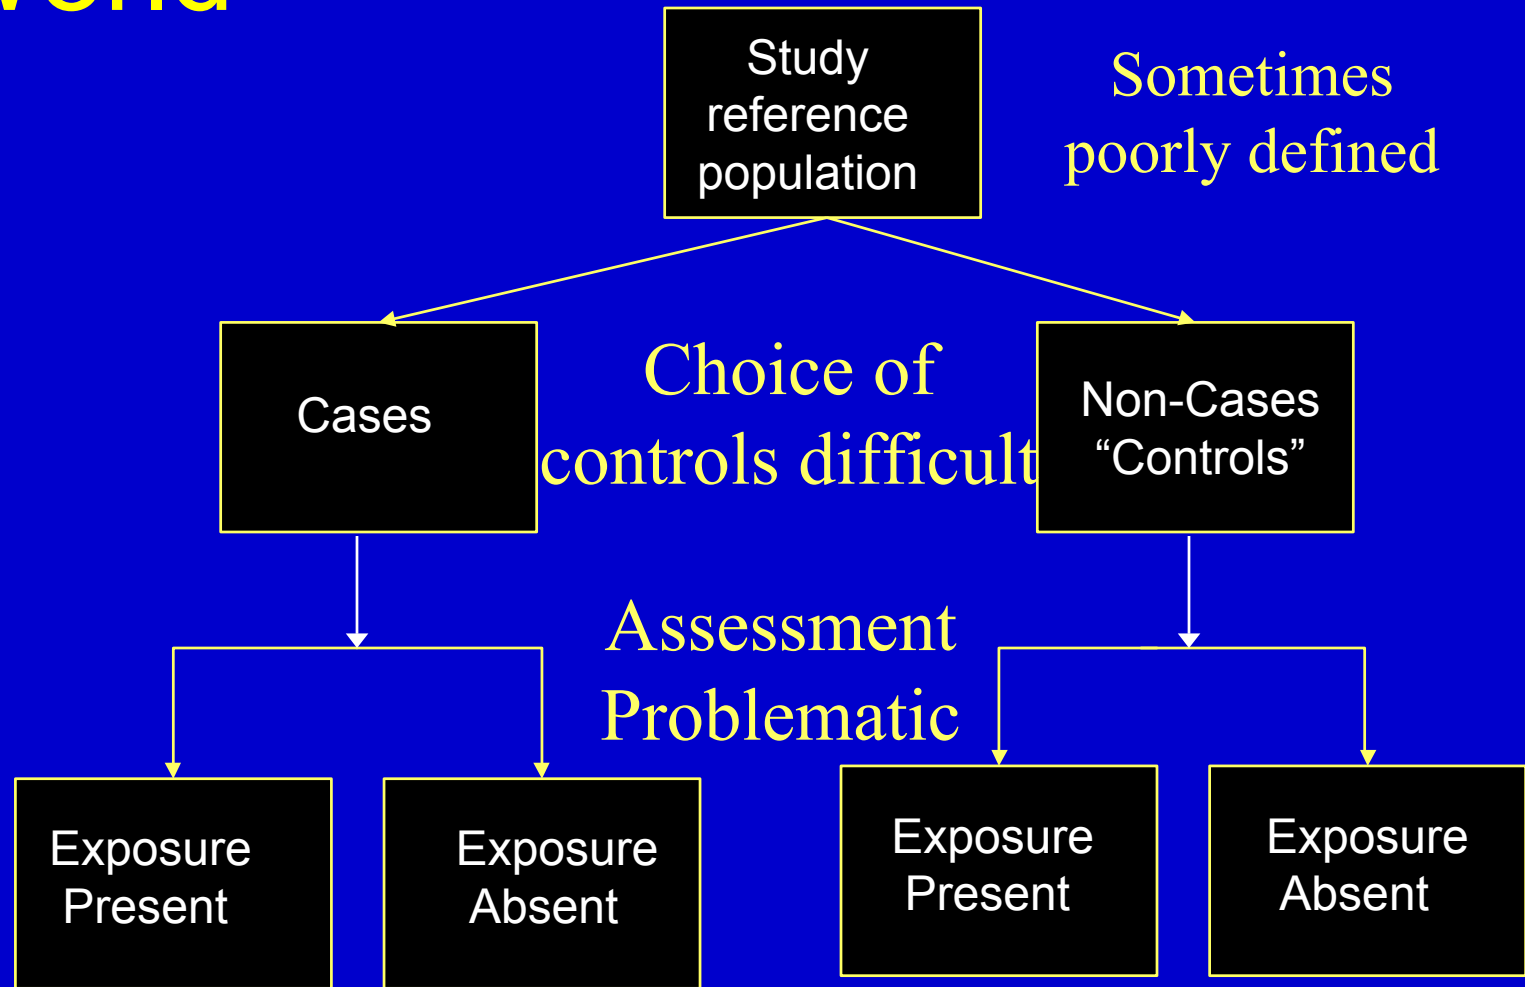 Study
reference
population
Sometimes
poorly defined
Cases
Choice of
controls difficult
Non-Cases
“Controls”
Assessment
Problematic
Exposure
Present
Exposure
Absent
Exposure
Present
Exposure
Absent